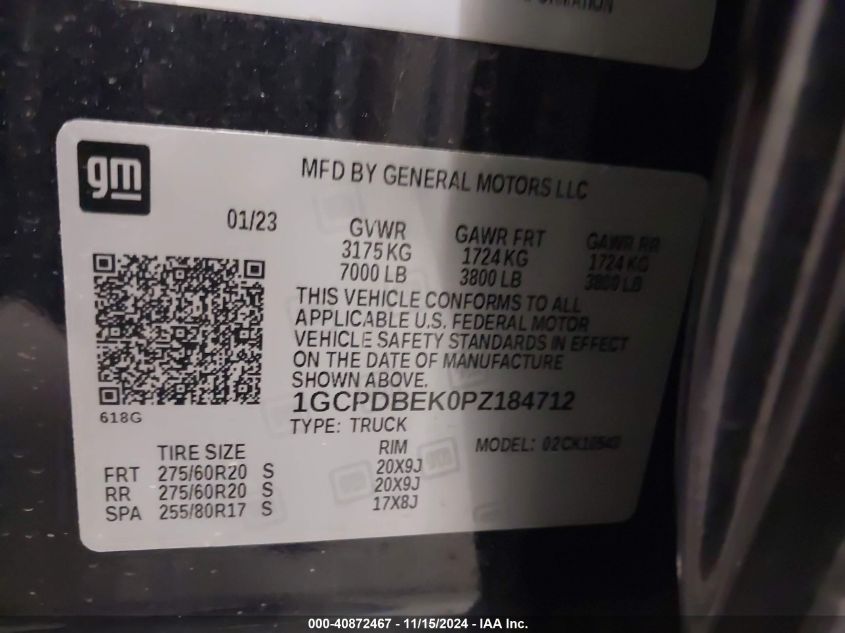 gm
MFD BY GENERAL MOTORS LLC
01/23
GVWR GAWR FRT GAWR RR
3175 KG 1724 KG 1724 KG
7000 LB 3800 LB 3800 LB
THIS VEHICLE CONFORMS TO ALL
APPLICABLE U.S. FEDERAL MOTOR
VEHICLE SAFETY STANDARDS IN EFFECT
ON THE DATE OF MANUFACTURE
SHOWN ABOVE.
1GCPDBEK0PZ184712
618G
TYPE: TRUCK
MODEL:
TIRE SIZE RIM
FRT 275/60R20 S 20X9J
RR 275/60R20 S 20X9J
SPA 255/80R17 S 17X8J
000-40872467 - 11/15/2024 - IAA Inc.